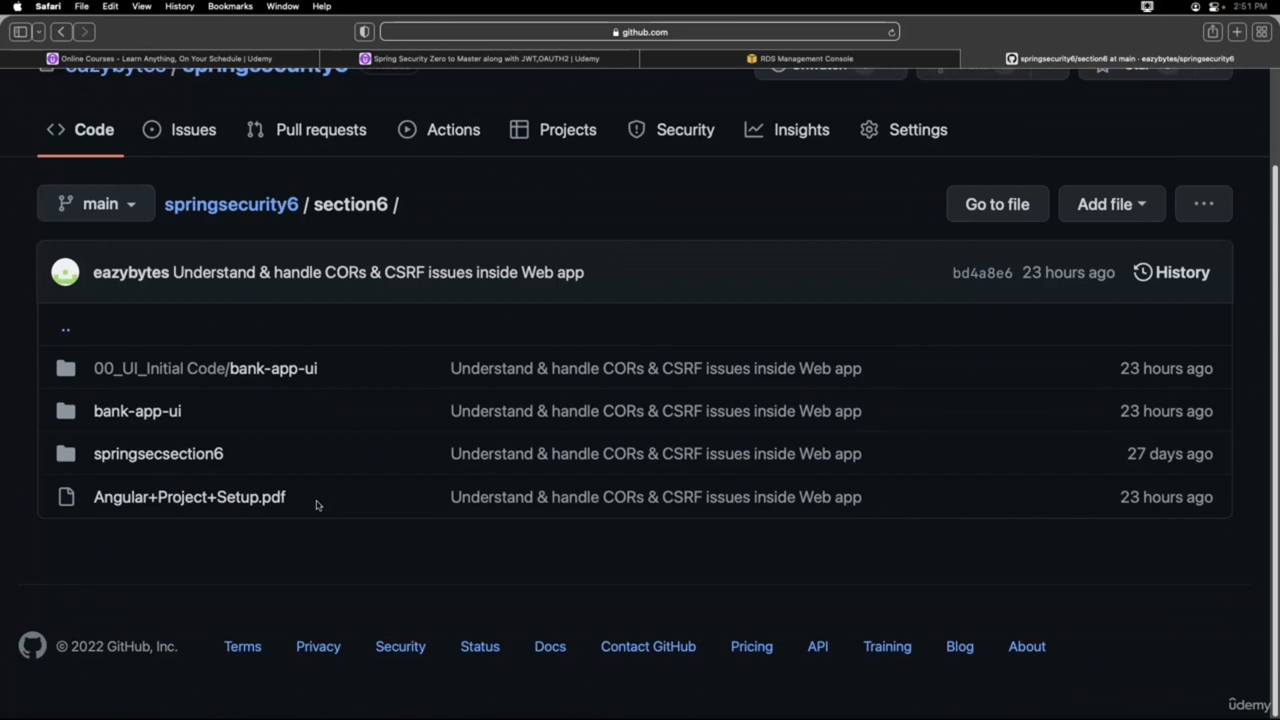 Safari File Edit View History Bookmarks Window Help 2:51 PM
github.com
Online Courses - Learn Anything, On Your Schedule | Udemy
Spring Security Zero to Master along with JWT,OAUTH2 | Udemy
RDS Management Console
springsecurity6/section6 at main · eazybytes/springsecurity6
eazybytes / springsecurity6
Code Issues Pull requests Actions Projects Security Insights Settings
main springsecurity6 / section6 / Go to file Add file ...
eazybytes Understand & handle CORs & CSRF issues inside Web app bd4a8e6 23 hours ago History
..
00_UI_Initial Code/bank-app-ui Understand & handle CORs & CSRF issues inside Web app 23 hours ago
bank-app-ui Understand & handle CORs & CSRF issues inside Web app 23 hours ago
springsecsection6 Understand & handle CORs & CSRF issues inside Web app 27 days ago
Angular+Project+Setup.pdf Understand & handle CORs & CSRF issues inside Web app 23 hours ago
© 2022 GitHub, Inc. Terms Privacy Security Status Docs Contact GitHub Pricing API Training Blog About
ûdemy